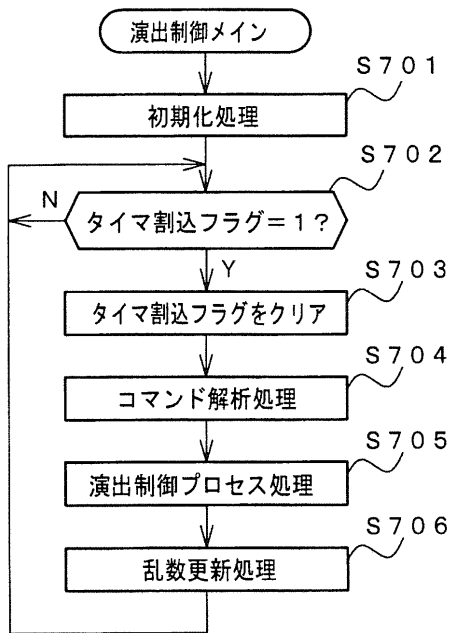 演出制御メイン
S701
初期化処理
S702
N
タイマ割込フラグ=1?
Y
S703
タイマ割込フラグをクリア
S704
コマンド解析処理
S705
演出制御プロセス処理
S706
乱数更新処理